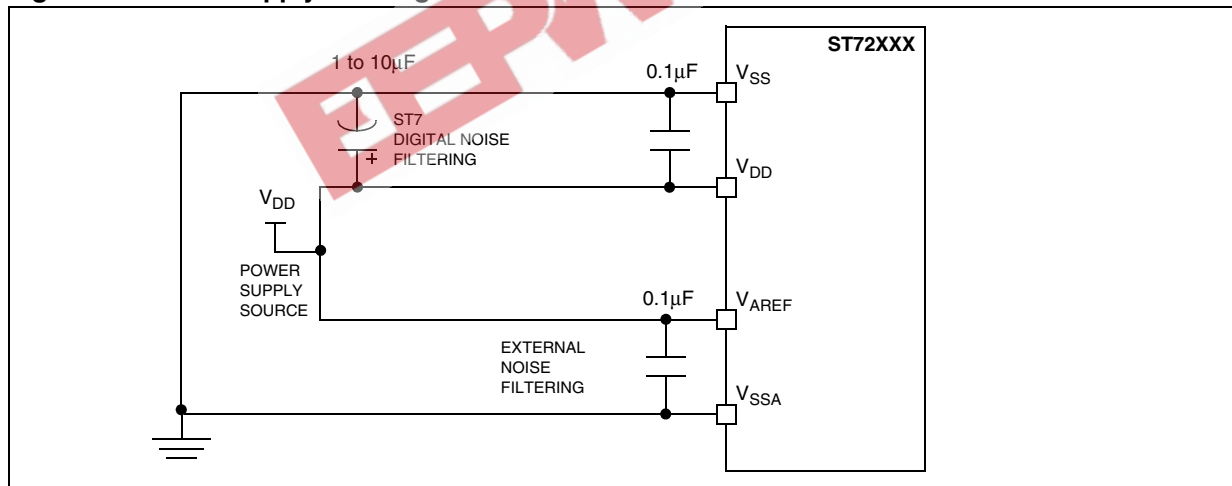 ST72XXX
1 to 10µF
0.1µF
VSS
ST7
DIGITAL NOISE
FILTERING
+
VDD
VDD
POWER
SUPPLY
SOURCE
0.1µF
VAREF
EXTERNAL
NOISE
FILTERING
VSSA